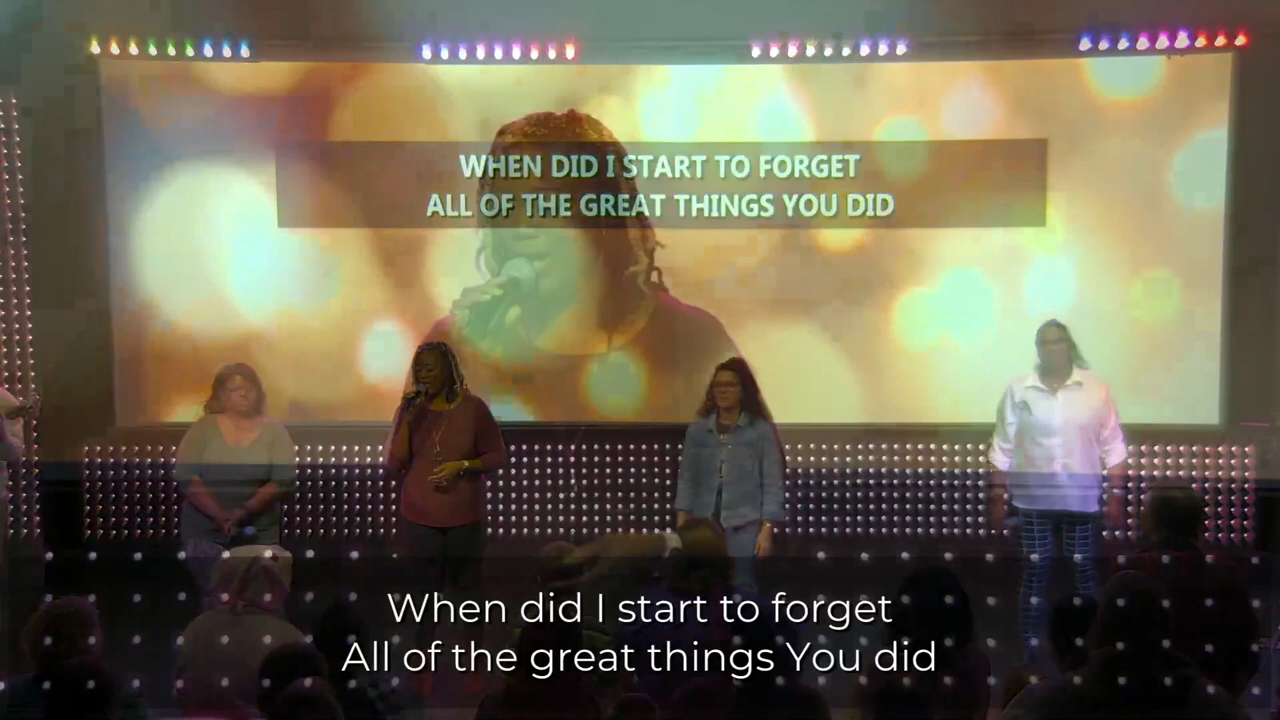 WHEN DID I START TO FORGET
ALL OF THE GREAT THINGS YOU DID
When did I start to forget
All of the great things You did